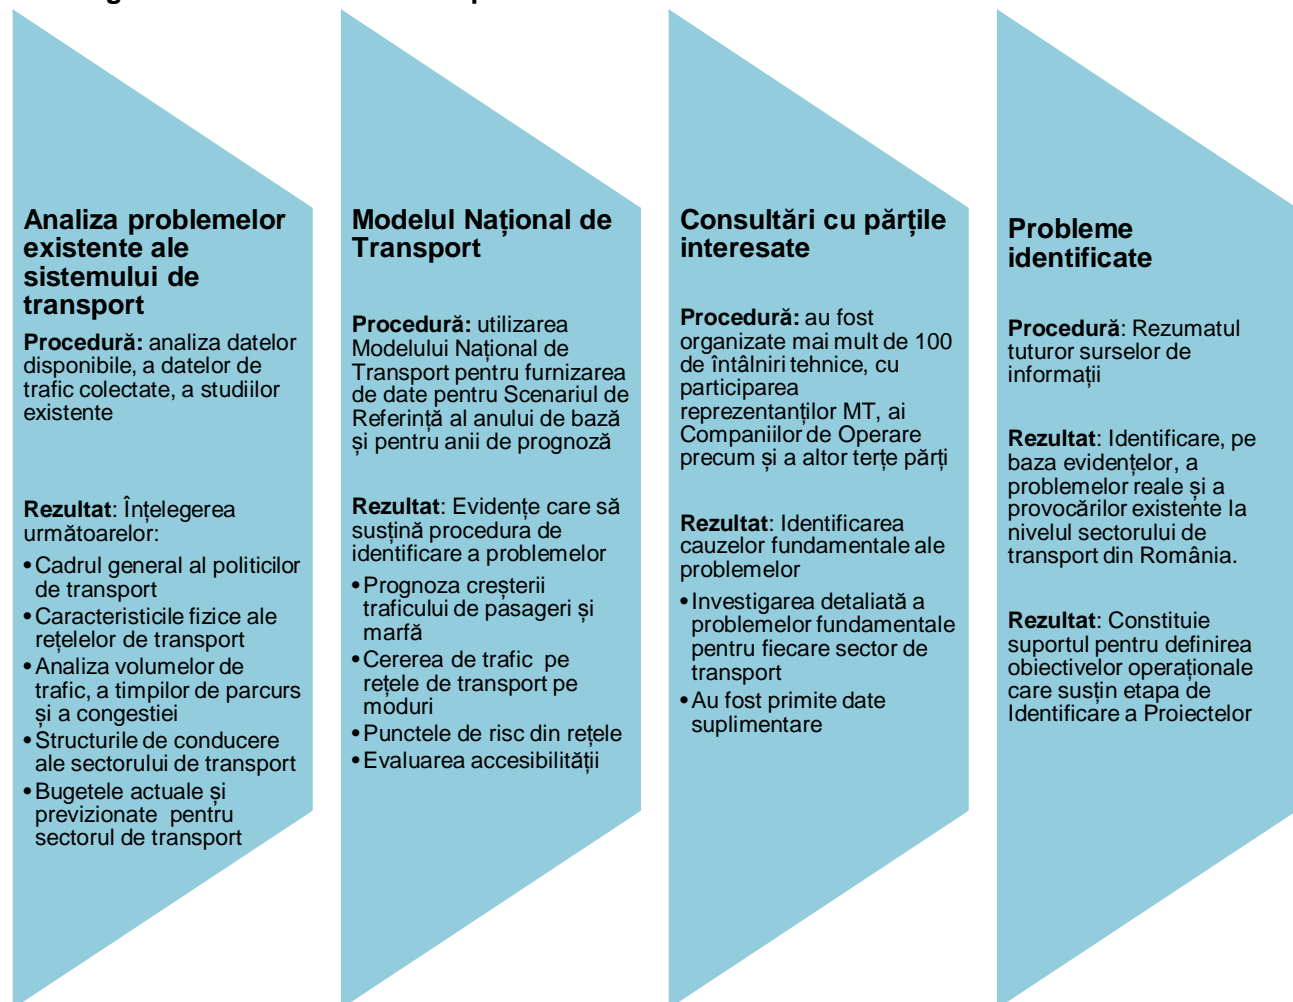 Analiza problemelor
existente ale
sistemului de
transport
Procedură: analiza datelor
disponibile, a datelor de
trafic colectate, a studiilor
existente
Rezultat: Înțelegerea
următoarelor:
•Cadrul general al politicilor
de transport
•Caracteristicile fizice ale
rețelelor de transport
•Analiza volumelor de
trafic, a timpilor de parcurs
și a congestiei
•Structurile de conducere
ale sectorului de transport
•Bugetele actuale și
previzionate pentru
sectorul de transport
Modelul Național de
Transport
Procedură: utilizarea
Modelului Național de
Transport pentru furnizarea
de date pentru Scenariul de
Referință al anului de bază
și pentru anii de prognoză
Rezultat: Evidențe care să
susțină procedura de
identificare a problemelor
•Prognoza creșterii
traficului de pasageri și
marfă
•Cererea de trafic pe
rețele de transport pe
moduri
•Punctele de risc din rețele
•Evaluarea accesibilității
Consultări cu părțile
interesate
Procedură: au fost
organizate mai mult de 100
de întâlniri tehnice, cu
participarea
reprezentanților MT, ai
Companiilor de Operare
precum și a altor terțe părți
Rezultat: Identificarea
cauzelor fundamentale ale
problemelor
•Investigarea detaliată a
problemelor fundamentale
pentru fiecare sector de
transport
•Au fost primite date
suplimentare
Probleme
identificate
Procedură: Rezumatul
tuturor surselor de
informații
Rezultat: Identificare, pe
baza evidențelor, a
problemelor reale și a
provocărilor existente la
nivelul sectorului de
transport din România.
Rezultat: Constituie
suportul pentru definirea
obiectivelor operaționale
care susțin etapa de
Identificare a Proiectelor